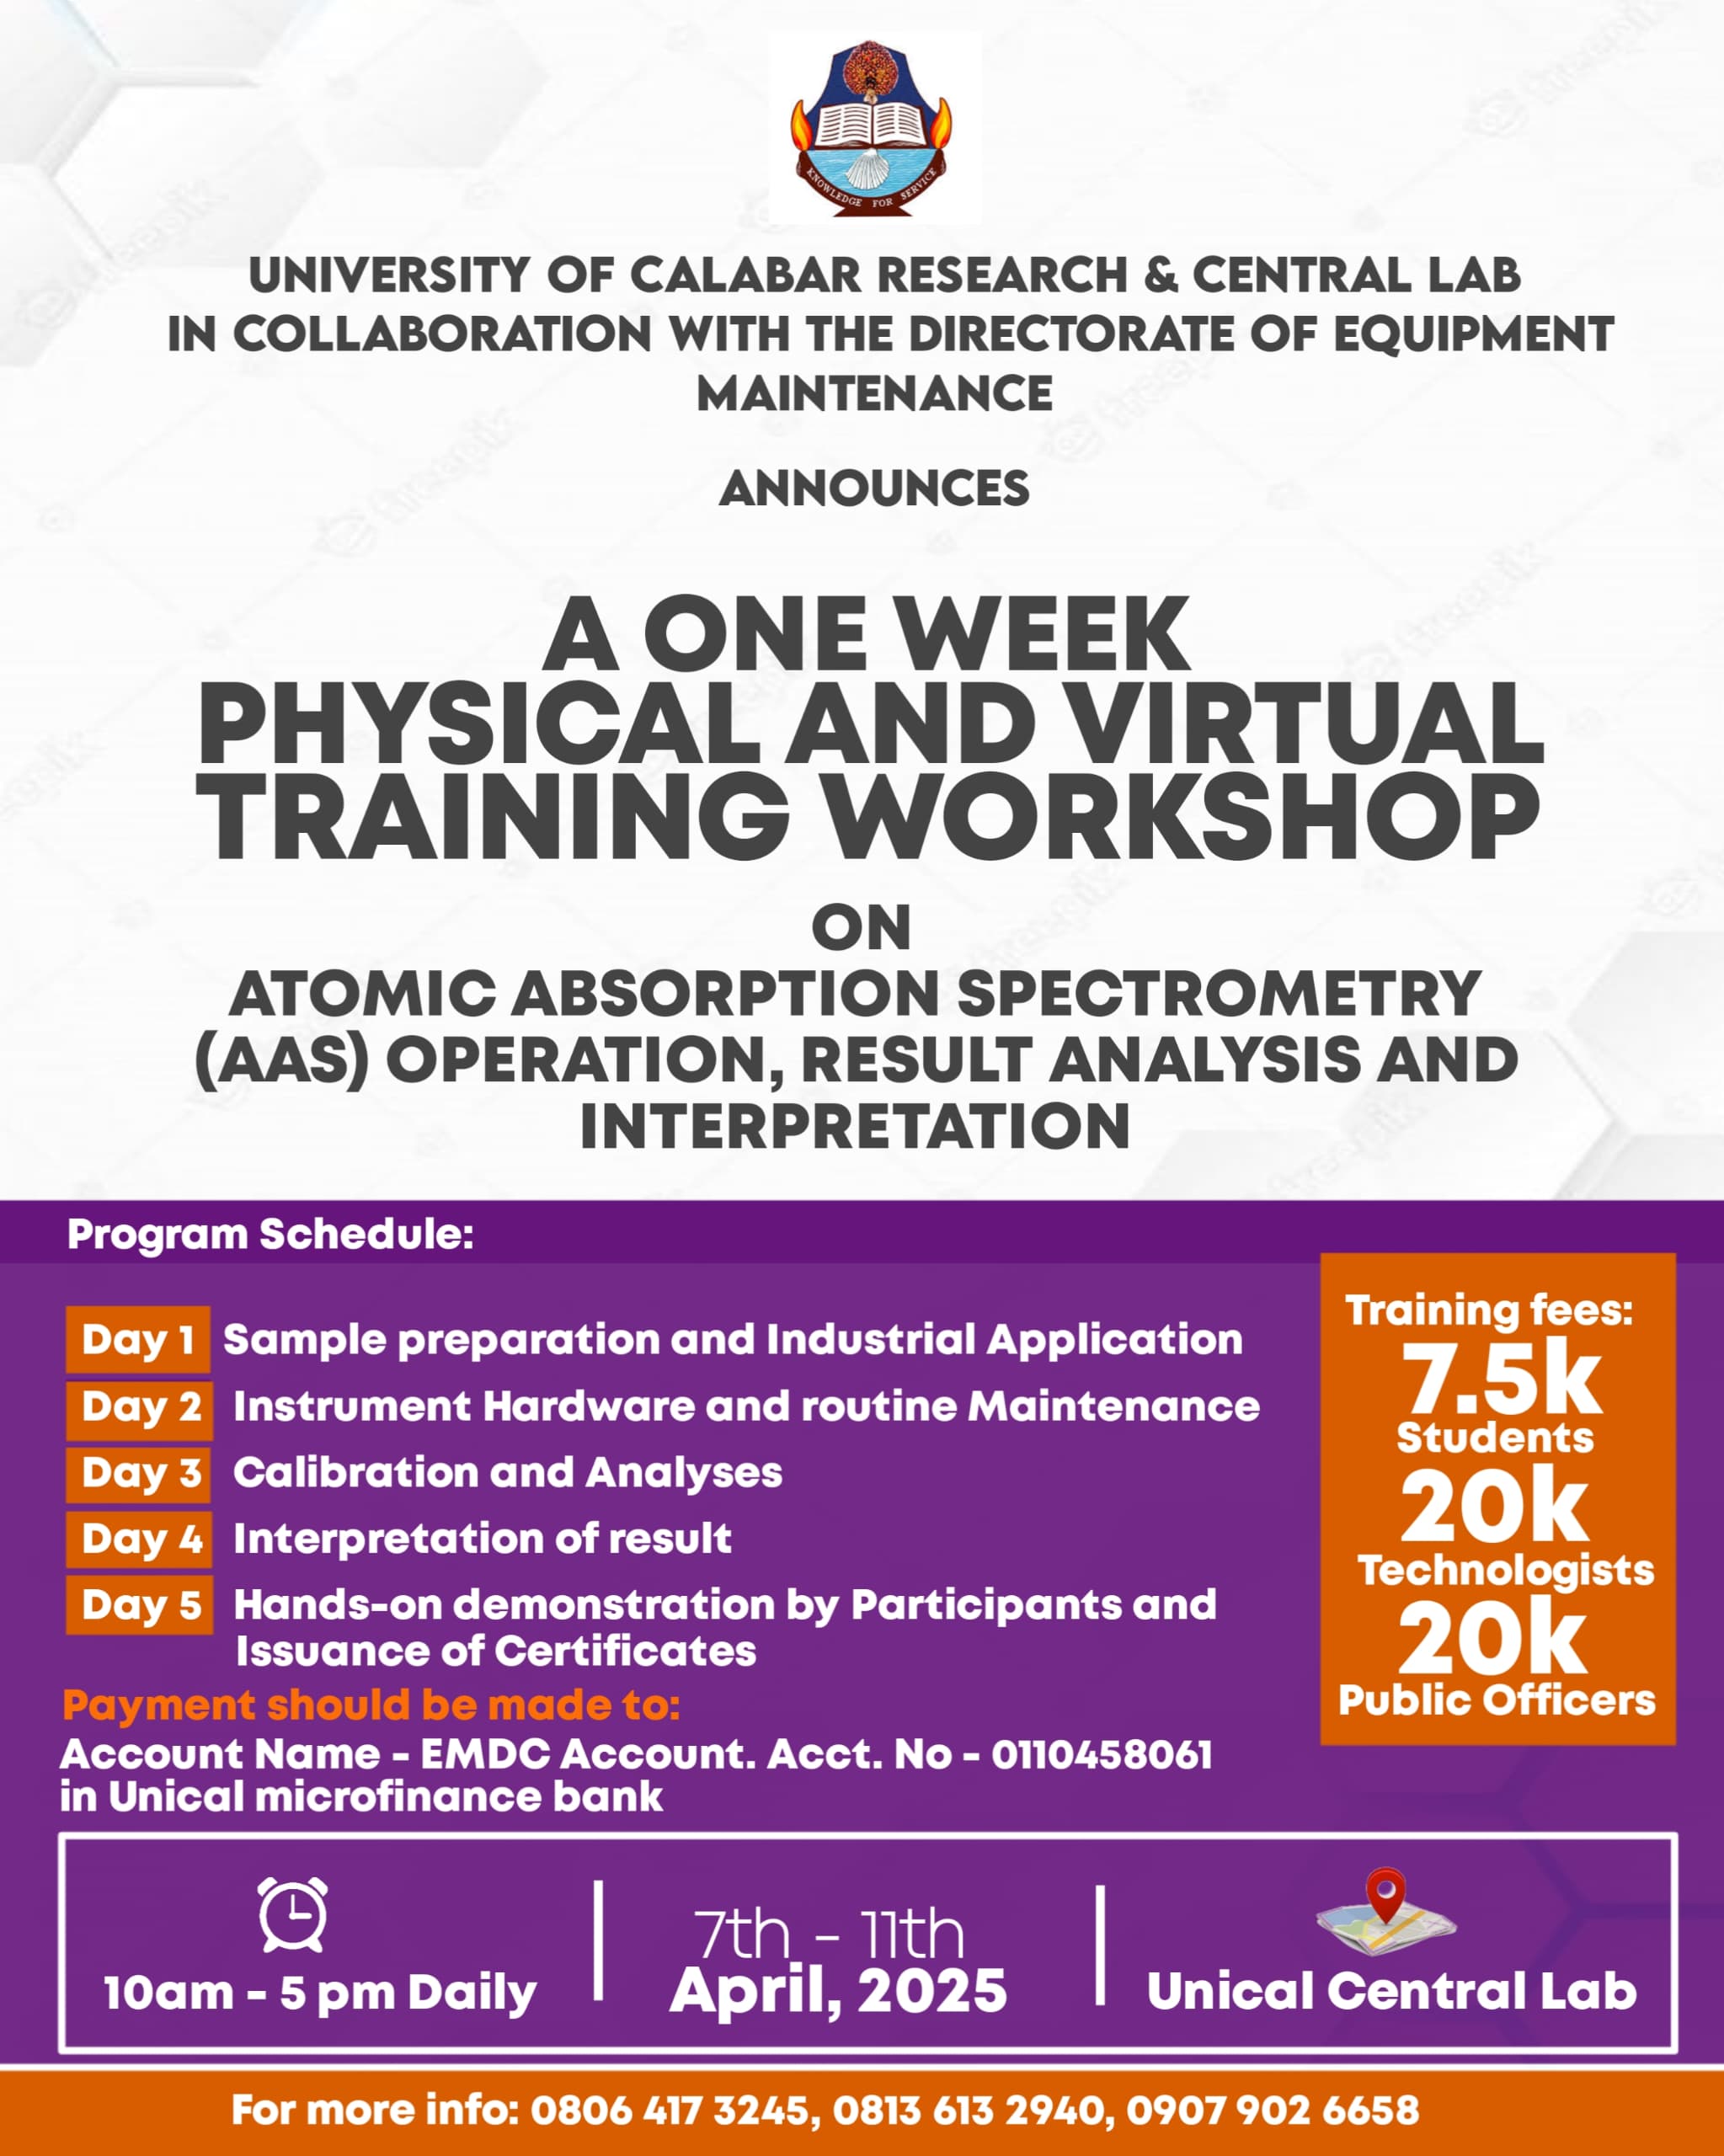 KNOWLEDGE FOR SERVICE
UNIVERSITY OF CALABAR RESEARCH & CENTRAL LAB
IN COLLABORATION WITH THE DIRECTORATE OF EQUIPMENT
MAINTENANCE
ANNOUNCES
A ONE WEEK
PHYSICAL AND VIRTUAL
TRAINING WORKSHOP
ON
ATOMIC ABSORPTION SPECTROMETRY
(AAS) OPERATION, RESULT ANALYSIS AND
INTERPRETATION
Program Schedule:
Day 1 Sample preparation and Industrial Application
Day 2 Instrument Hardware and routine Maintenance
Day 3 Calibration and Analyses
Day 4 Interpretation of result
Day 5 Hands-on demonstration by Participants and
Issuance of Certificates
Training fees:
7.5k
Students
20k
Technologists
20k
Public Officers
Payment should be made to:
Account Name - EMDC Account. Acct. No - 0110458061
in Unical microfinance bank
10am - 5 pm Daily
7th - 11th
April, 2025
Unical Central Lab
For more info: 0806 417 3245, 0813 613 2940, 0907 902 6658